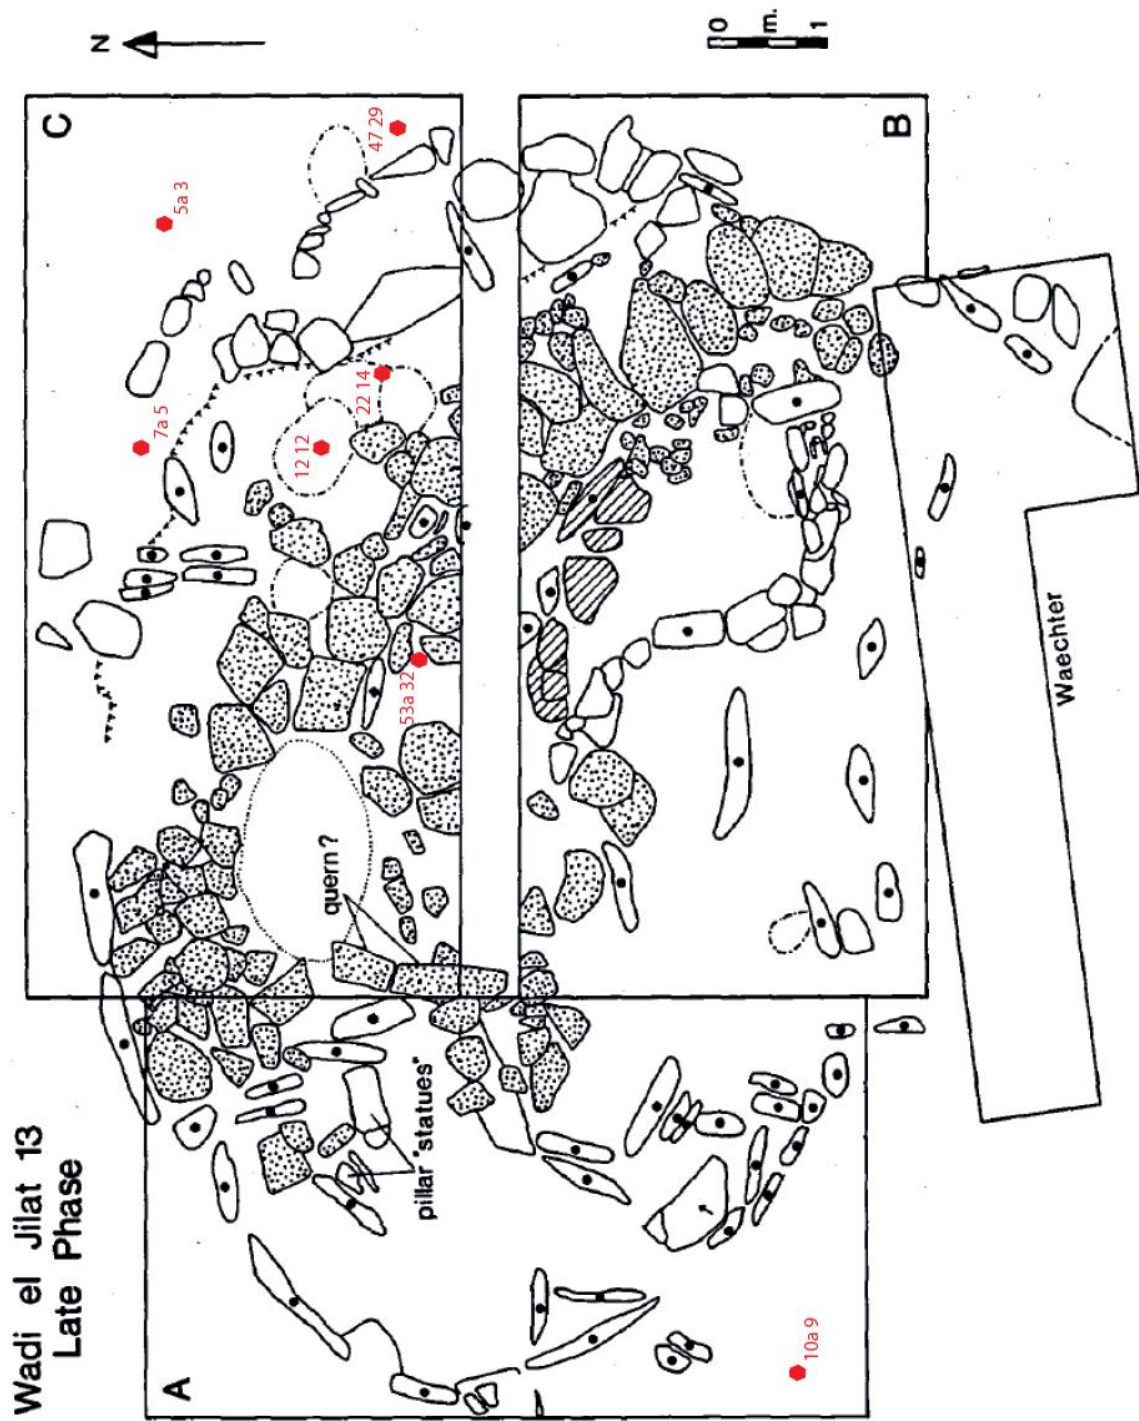 Wadi el Jilat 13
Late Phase
N
0 m. 1
C
5a 3
47 29
7a 5
22 14
12 12
53a 32
quern?
B
Waechter
A
pillar "statues"
10a 9